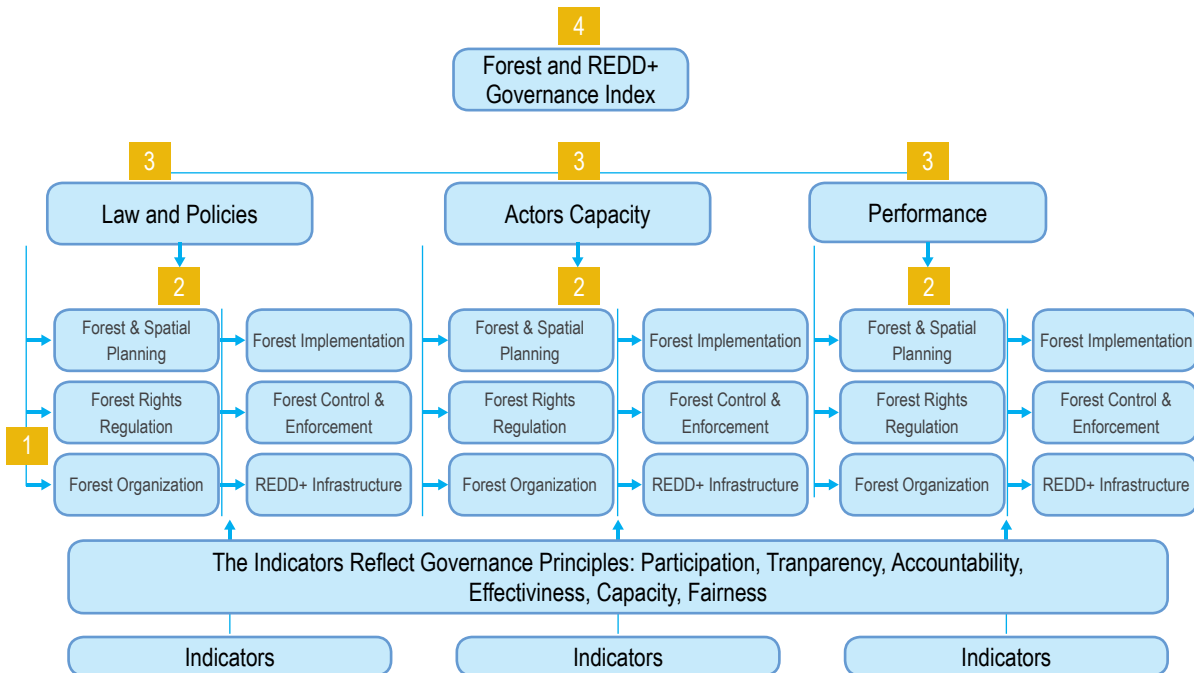 4
Forest and REDD+
Governance Index
3
3
3
Law and Policies
Actors Capacity
Performance
2
2
2
Forest & Spatial
Planning
Forest Implementation
Forest & Spatial
Planning
Forest Implementation
Forest & Spatial
Planning
Forest Implementation
Forest Rights
Regulation
Forest Control &
Enforcement
Forest Rights
Regulation
Forest Control &
Enforcement
Forest Rights
Regulation
Forest Control &
Enforcement
1
Forest Organization
REDD+ Infrastructure
Forest Organization
REDD+ Infrastructure
Forest Organization
REDD+ Infrastructure
The Indicators Reflect Governance Principles: Participation, Tranparency, Accountability,
Effectiviness, Capacity, Fairness
Indicators
Indicators
Indicators